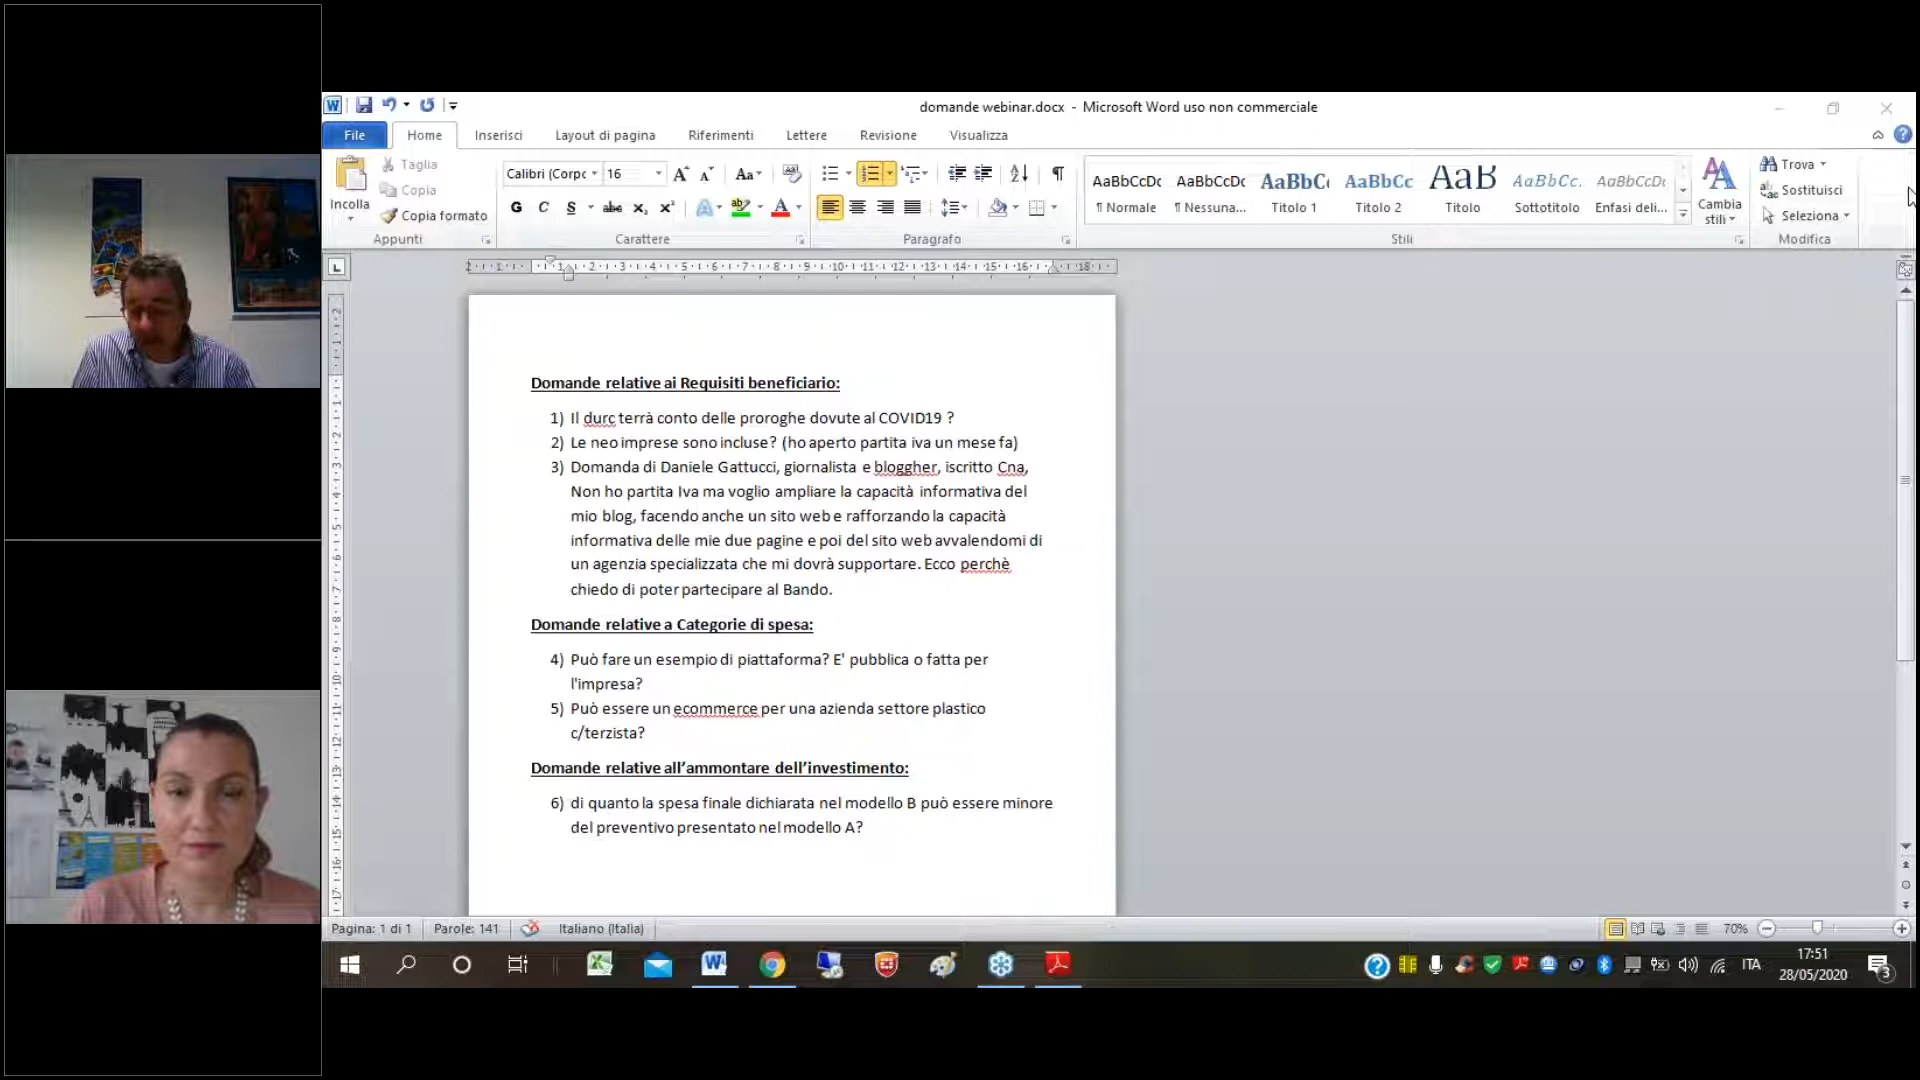 domande webinar.docx - Microsoft Word uso non commerciale
File Home Inserisci Layout di pagina Riferimenti Lettere Revisione Visualizza
Incolla
Taglia
Copia
Copia formato
Appunti
Calibri (Corpo 16
Carattere
Paragrafo
AaBbCcDc AaBbCcDc AaBbC( AaBbCc AaB AaBbCc. AaBbCcDc
¶ Normale ¶ Nessuna... Titolo 1 Titolo 2 Titolo Sottotitolo Enfasi deli...
Stili
Cambia
stili
Trova
Sostituisci
Seleziona
Modifica
Domande relative ai Requisiti beneficiario:
1) Il durc terrà conto delle proroghe dovute al COVID19 ?
2) Le neo imprese sono incluse? (ho aperto partita iva un mese fa)
3) Domanda di Daniele Gattucci, giornalista e bloggher, iscritto Cna,
Non ho partita Iva ma voglio ampliare la capacità informativa del
mio blog, facendo anche un sito web e rafforzando la capacità
informativa delle mie due pagine e poi del sito web avvalendomi di
un agenzia specializzata che mi dovrà supportare. Ecco perchè
chiedo di poter partecipare al Bando.
Domande relative a Categorie di spesa:
4) Può fare un esempio di piattaforma? E' pubblica o fatta per
l'impresa?
5) Può essere un ecommerce per una azienda settore plastico
c/terzista?
Domande relative all’ammontare dell’investimento:
6) di quanto la spesa finale dichiarata nel modello B può essere minore
del preventivo presentato nel modello A?
Pagina: 1 di 1 Parole: 141 Italiano (Italia) 70%
ITA
17:51
28/05/2020
3